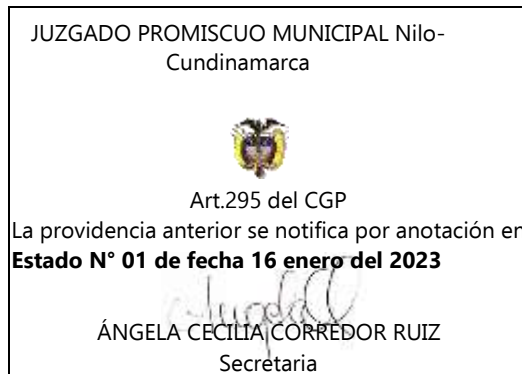 JUZGADO PROMISCUO MUNICIPAL Nilo-
Cundinamarca
Art.295 del CGP
La providencia anterior se notifica por anotación en
Estado N° 01 de fecha 16 enero del 2023
ÁNGELA CECILIA CORREDOR RUIZ
Secretaria